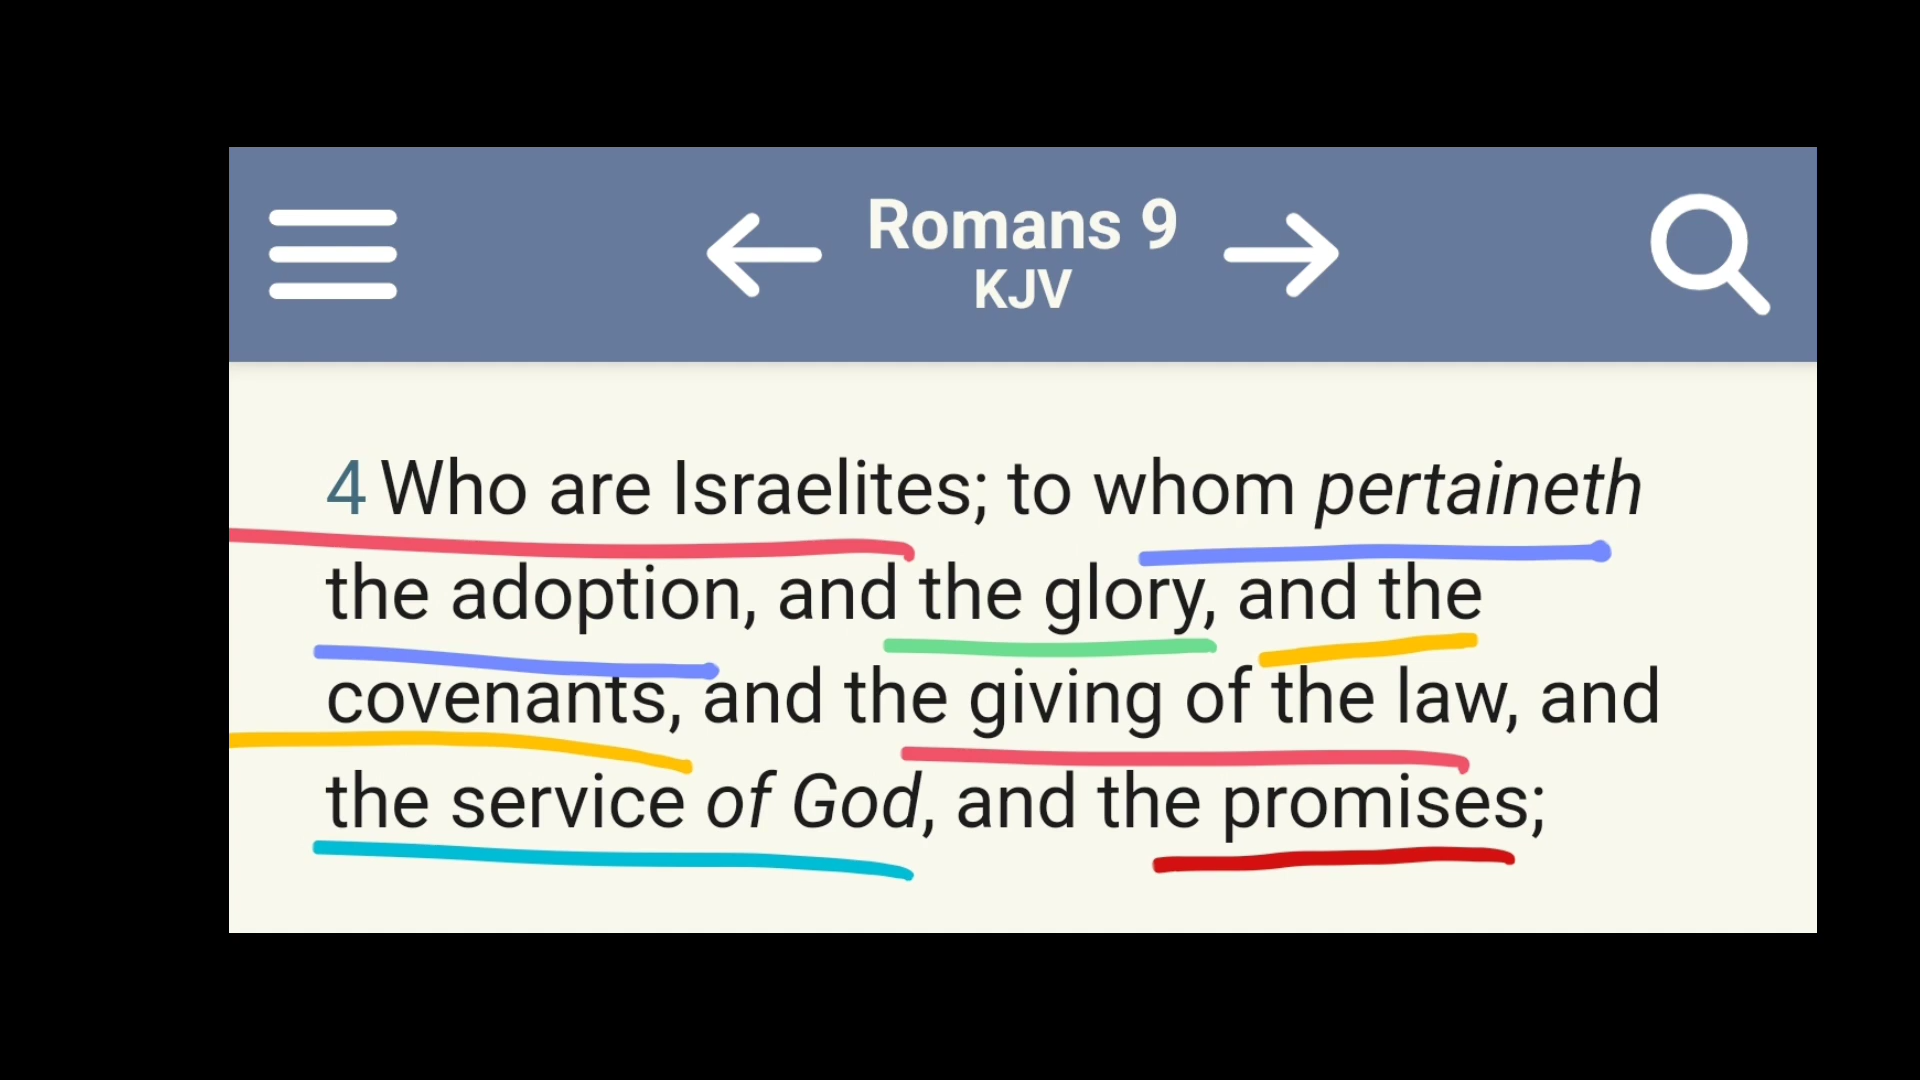 Romans 9
KJV
4 Who are Israelites; to whom pertaineth
the adoption, and the glory, and the
covenants, and the giving of the law, and
the service of God, and the promises;